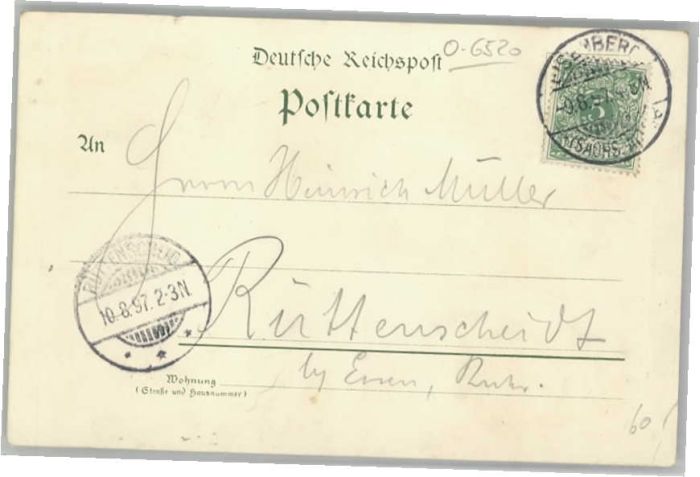 Deutsche Reichspost
O-6520
Postkarte
An
Herrn Heinrich Müller
10.8.97.2-3N.
Rüttenscheidt
by Essen, Ruhr.
Wohnung
(Straße und Hausnummer)
60,